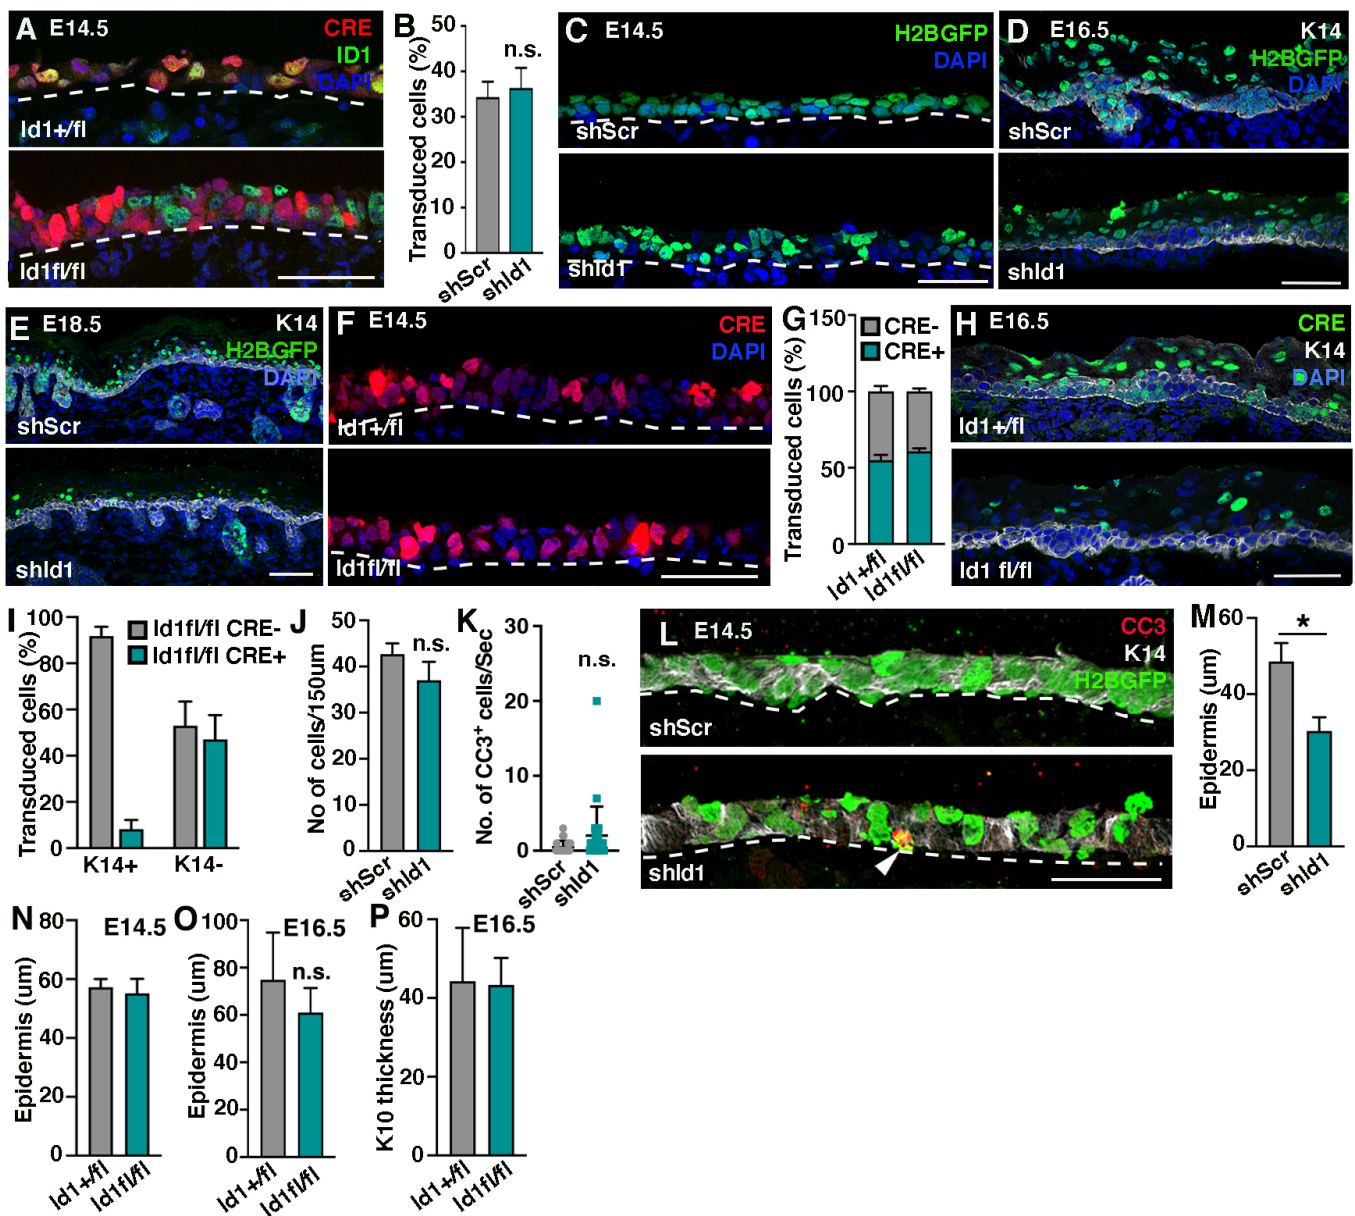 A E14.5 CRE
ID1
DAPI
Id1+/fl
Id1fl/fl
B
Transduced cells (%)
50
40
30
20
10
0
n.s.
shScr
shId1
C E14.5 H2BGFP
DAPI
shScr
shId1
D E16.5 K14
H2BGFP
DAPI
shScr
shId1
E E18.5 K14
H2BGFP
DAPI
shScr
shId1
F E14.5 CRE
DAPI
Id1+/fl
Id1fl/fl
G
Transduced cells (%)
150
100
50
0
CRE-
CRE+
Id1+/fl
Id1fl/fl
H E16.5 CRE
K14
DAPI
Id1+/fl
Id1 fl/fl
I
Transduced cells (%)
100
80
60
40
20
0
Id1fl/fl CRE-
Id1fl/fl CRE+
K14+ K14-
J
No of cells/150um
50
40
30
20
10
0
n.s.
shScr
shId1
K
No. of CC3+ cells/Sec
30
20
10
0
n.s.
shScr
shId1
L E14.5 CC3
K14
H2BGFP
shScr
shId1
M
Epidermis (um)
60
40
20
0
*
shScr
shId1
N
Epidermis (um)
80
60
40
20
0
E14.5
Id1+/fl
Id1fl/fl
O
Epidermis (um)
100
80
60
40
20
0
E16.5
n.s.
Id1+/fl
Id1fl/fl
P
K10 thickness (um)
60
40
20
0
E16.5
Id1+/fl
Id1fl/fl